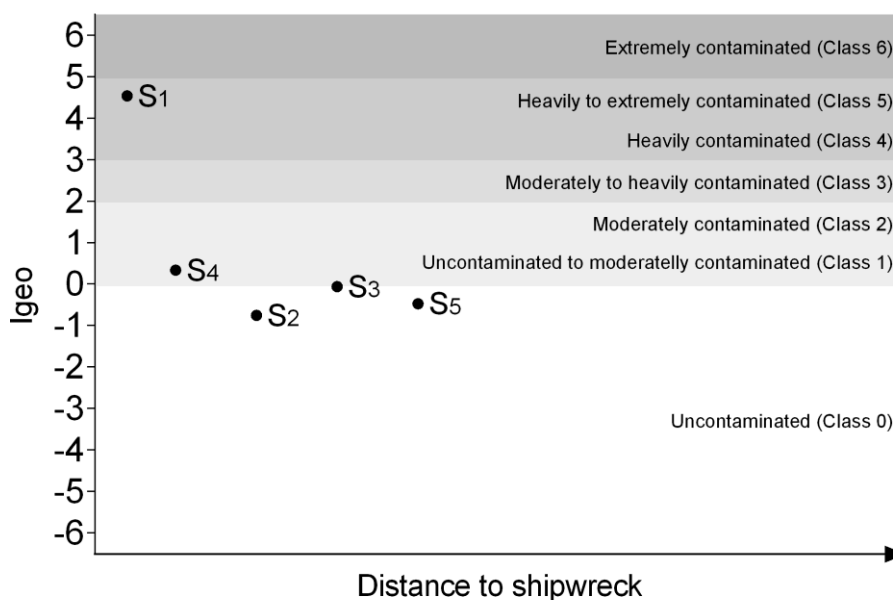 6
Extremely contaminated (Class 6)
5
S1
Heavily to extremely contaminated (Class 5)
4
Heavily contaminated (Class 4)
3
Moderately to heavily contaminated (Class 3)
2
Moderately contaminated (Class 2)
1
S4
Uncontaminated to moderatelly contaminated (Class 1)
0
S3
S2
S5
-1
-2
-3
Uncontaminated (Class 0)
-4
-5
-6
Igeo
Distance to shipwreck